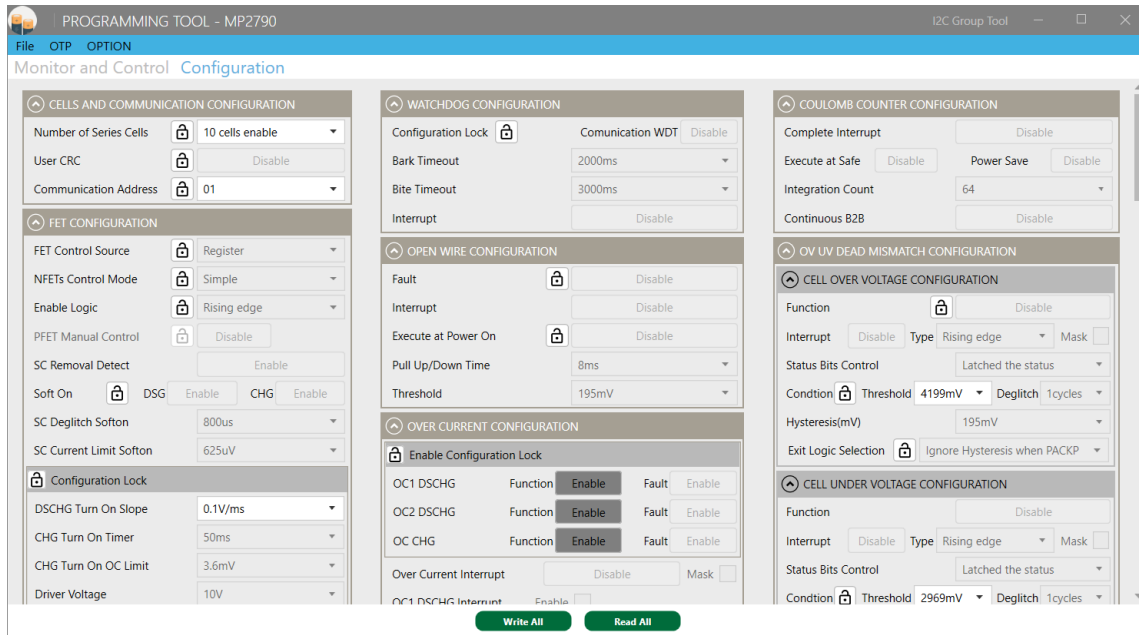 PROGRAMMING TOOL - MP2790
I2C Group Tool
File OTP OPTION
Monitor and Control Configuration
CELLS AND COMMUNICATION CONFIGURATION
Number of Series Cells 10 cells enable
User CRC Disable
Communication Address 01
FET CONFIGURATION
FET Control Source Register
NFETs Control Mode Simple
Enable Logic Rising edge
PFET Manual Control Disable
SC Removal Detect Enable
Soft On DSG Enable CHG Enable
SC Deglitch Softon 800us
SC Current Limit Softon 625uV
Configuration Lock
DSCHG Turn On Slope 0.1V/ms
CHG Turn On Timer 50ms
CHG Turn On OC Limit 3.6mV
Driver Voltage 10V
WATCHDOG CONFIGURATION
Configuration Lock Comunication WDT Disable
Bark Timeout 2000ms
Bite Timeout 3000ms
Interrupt Disable
OPEN WIRE CONFIGURATION
Fault Disable
Interrupt Disable
Execute at Power On Disable
Pull Up/Down Time 8ms
Threshold 195mV
OVER CURRENT CONFIGURATION
Enable Configuration Lock
OC1 DSCHG Function Enable Fault Enable
OC2 DSCHG Function Enable Fault Enable
OC CHG Function Enable Fault Enable
Over Current Interrupt Disable Mask
OC1 DSCHG Interrupt Enable
COULOMB COUNTER CONFIGURATION
Complete Interrupt Disable
Execute at Safe Disable Power Save Disable
Integration Count 64
Continuous B2B Disable
OV UV DEAD MISMATCH CONFIGURATION
CELL OVER VOLTAGE CONFIGURATION
Function Disable
Interrupt Disable Type Rising edge Mask
Status Bits Control Latched the status
Condtion Threshold 4199mV Deglitch 1cycles
Hysteresis(mV) 195mV
Exit Logic Selection Ignore Hysteresis when PACKP
CELL UNDER VOLTAGE CONFIGURATION
Function Disable
Interrupt Disable Type Rising edge Mask
Status Bits Control Latched the status
Condtion Threshold 2969mV Deglitch 1cycles
Write All Read All